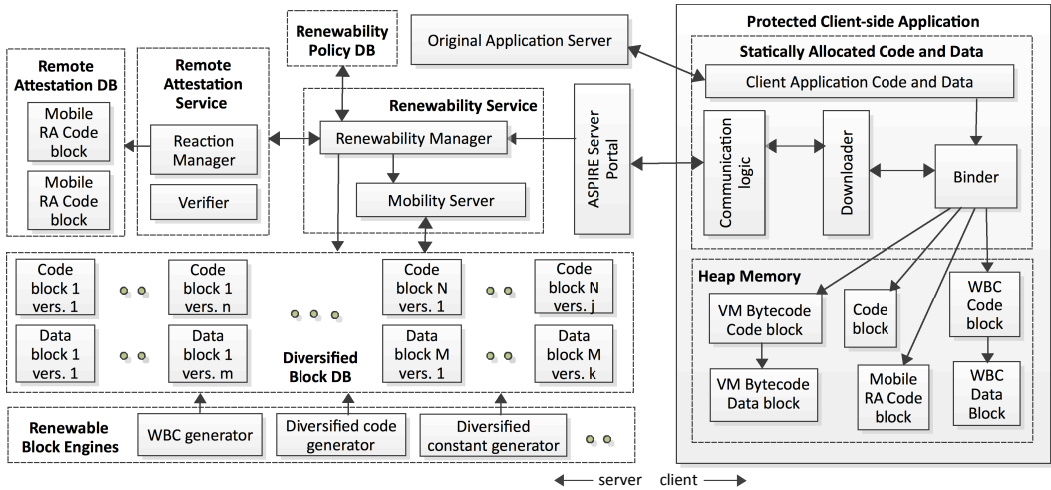 Remote
Attestation DB
Mobile
RA Code
block
Mobile
RA Code
block
Remote
Attestation
Service
Reaction
Manager
Verifier
Renewability
Policy DB
Renewability Service
Renewability Manager
Mobility Server
Original Application Server
ASPIRE Server
Portal
Protected Client-side Application
Statically Allocated Code and Data
Client Application Code and Data
Communication
logic
Downloader
Binder
Heap Memory
VM Bytecode
Code block
VM Bytecode
Data block
Code
block
Mobile
RA Code
block
WBC
Code
block
WBC
Data
Block
Code
block 1
vers. 1
Code
block 1
vers. n
Code
block N
vers. 1
Code
block N
vers. j
Data
block 1
vers. 1
Data
block 1
vers. m
Diversified
Block DB
Data
block M
vers. 1
Data
block M
vers. k
Renewable
Block Engines
WBC generator
Diversified code
generator
Diversified
constant generator
server client